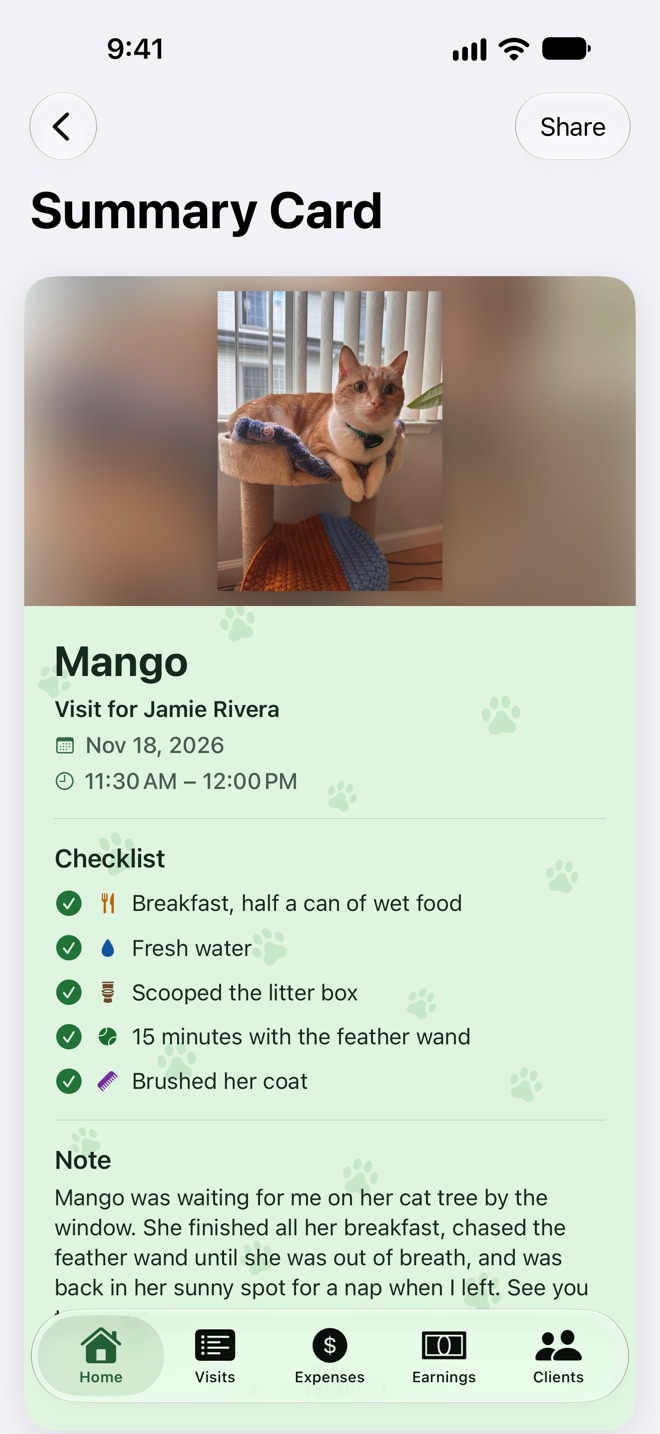 9:41
Share
Summary Card
Mango
Visit for Jamie Rivera
Nov 18, 2026
11:30 AM – 12:00 PM
Checklist
Breakfast, half a can of wet food
Fresh water
Scooped the litter box
15 minutes with the feather wand
Brushed her coat
Note
Mango was waiting for me on her cat tree by the
window. She finished all her breakfast, chased the
feather wand until she was out of breath, and was
back in her sunny spot for a nap when I left. See you
Home
Visits
$
Expenses
Earnings
Clients